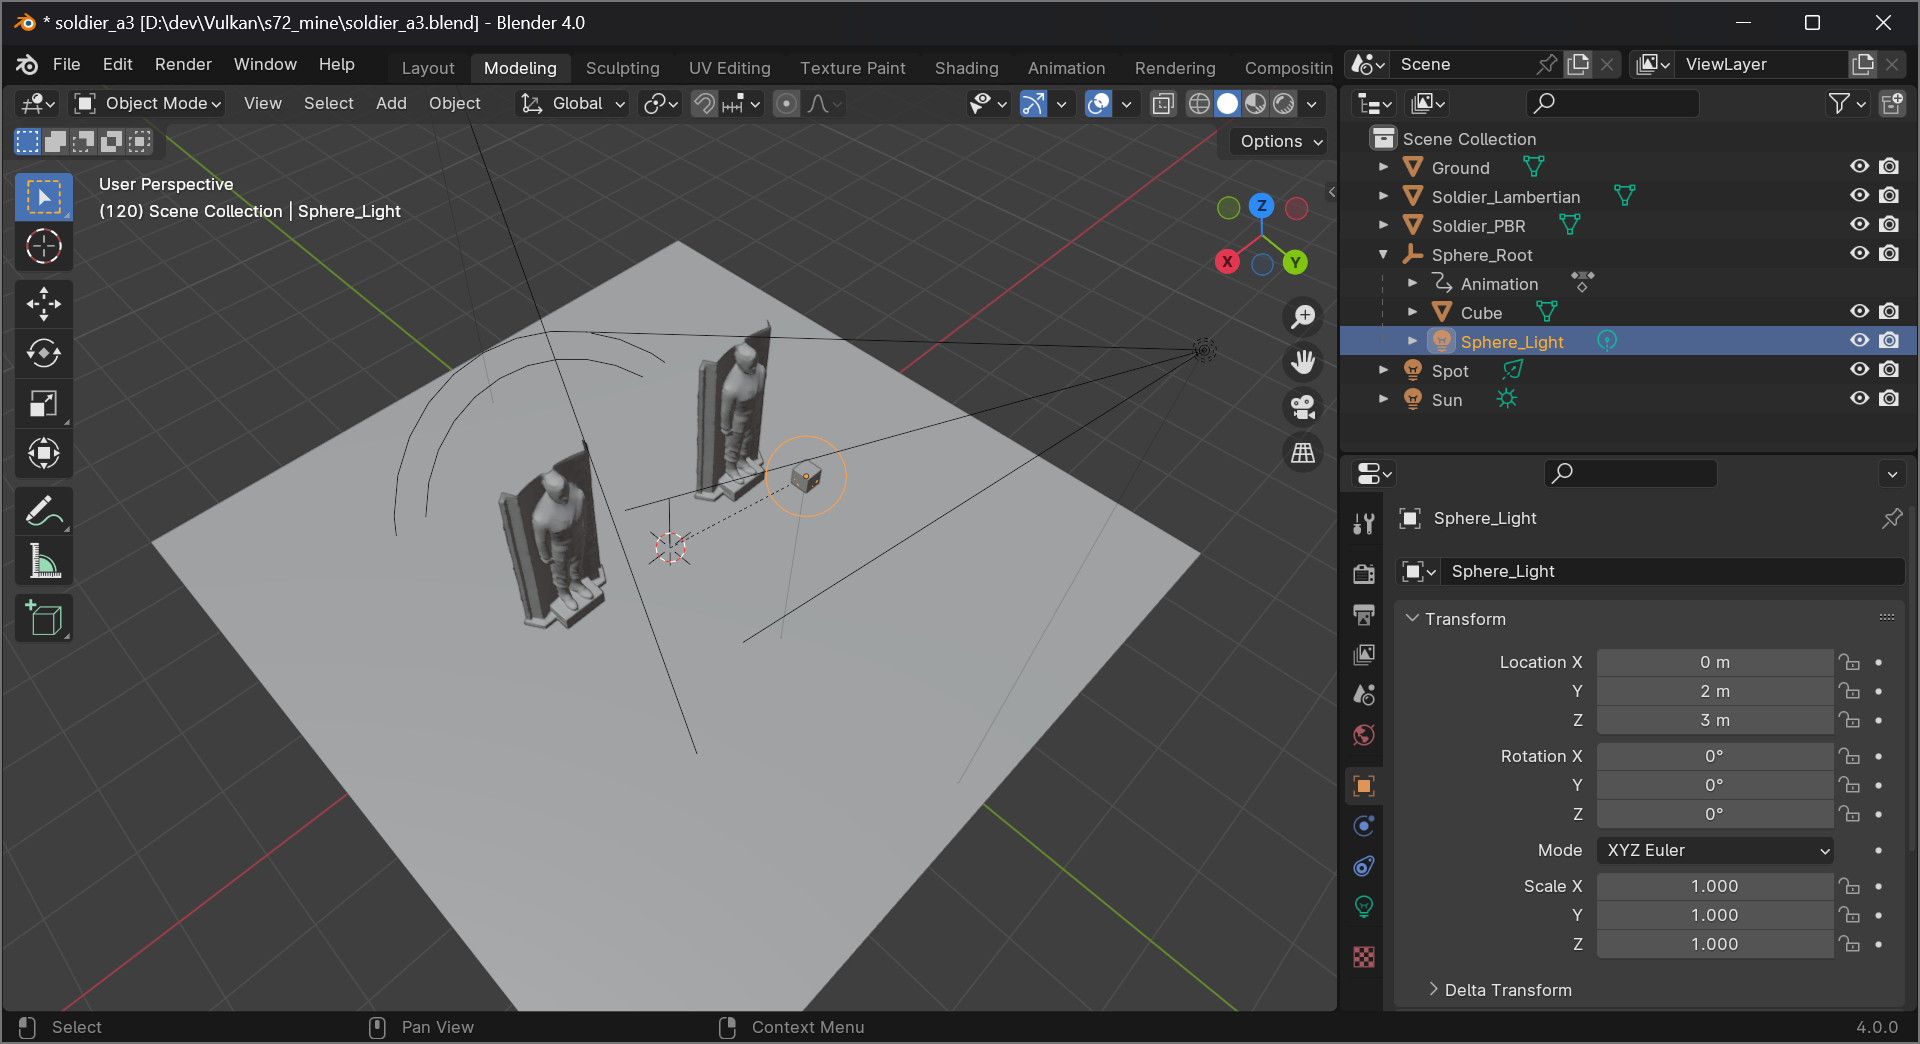 * soldier_a3 [D:\dev\Vulkan\s72_mine\soldier_a3.blend] - Blender 4.0
File Edit Render Window Help
Layout Modeling Sculpting UV Editing Texture Paint Shading Animation Rendering Compositin
Scene
ViewLayer
Object Mode View Select Add Object
Global
Options
User Perspective
(120) Scene Collection | Sphere_Light
Z
X
Y
Scene Collection
Ground
Soldier_Lambertian
Soldier_PBR
Sphere_Root
Animation
Cube
Sphere_Light
Spot
Sun
Sphere_Light
Sphere_Light
Transform
Location X 0 m
Y 2 m
Z 3 m
Rotation X 0°
Y 0°
Z 0°
Mode XYZ Euler
Scale X 1.000
Y 1.000
Z 1.000
Delta Transform
Select
Pan View
Context Menu
4.0.0